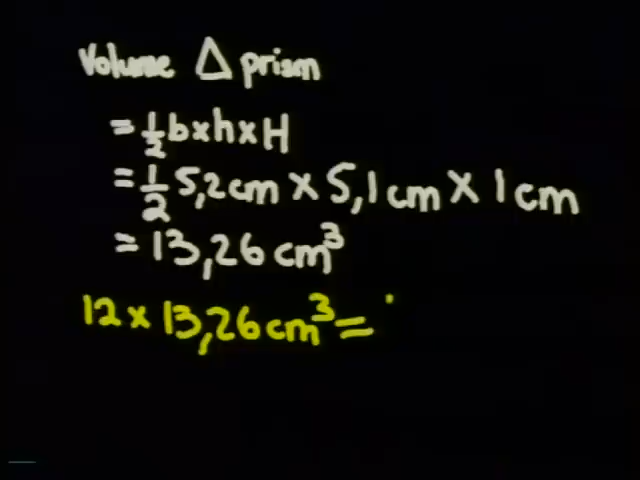 Volume Δ prism
= ½ b x h x H
= ½ 5,2 cm x 5,1 cm x 1 cm
= 13,26 cm³
12 x 13,26 cm³ =